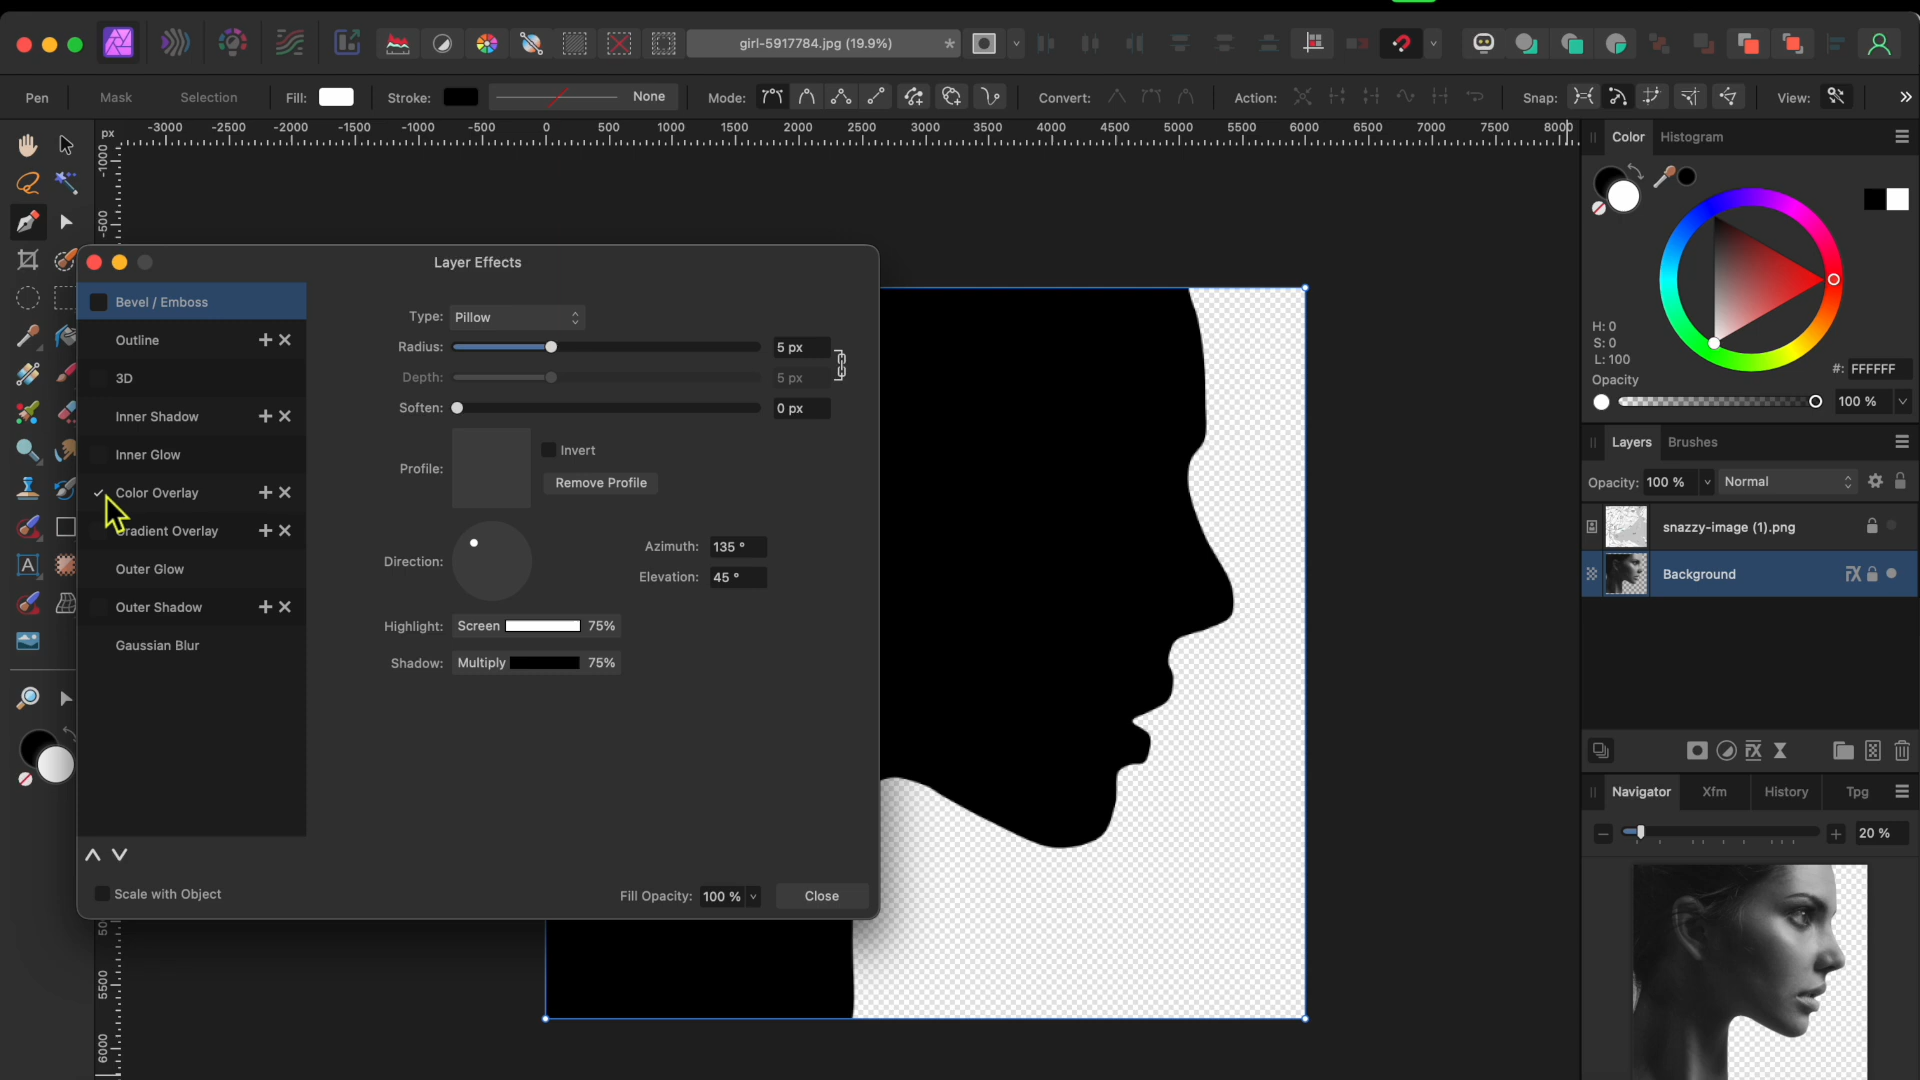 girl-5917784.jpg (19.9%) *
Pen Mask Selection Fill: Stroke: None Mode: Convert: Action: Snap: View: »
px -3000 -2500 -2000 -1500 -1000 -500 0 500 1000 1500 2000 2500 3000 3500 4000 4500 5000 5500 6000 6500 7000 7500 8000
-1000
-500
5500
6000
Layer Effects
Bevel / Emboss
Outline
3D
Inner Shadow
Inner Glow
Color Overlay
Gradient Overlay
Outer Glow
Outer Shadow
Gaussian Blur
Type: Pillow
Radius: 5 px
Depth: 5 px
Soften: 0 px
Profile: Invert
Remove Profile
Direction: Azimuth: 135 °
Elevation: 45 °
Highlight: Screen 75%
Shadow: Multiply 75%
Scale with Object
Fill Opacity: 100 % Close
Color Histogram
H: 0
S: 0
L: 100
#: FFFFFF
Opacity
100 %
Layers Brushes
Opacity: 100 % Normal
snazzy-image (1).png
Background FX
Navigator Xfm History Tpg
20 %